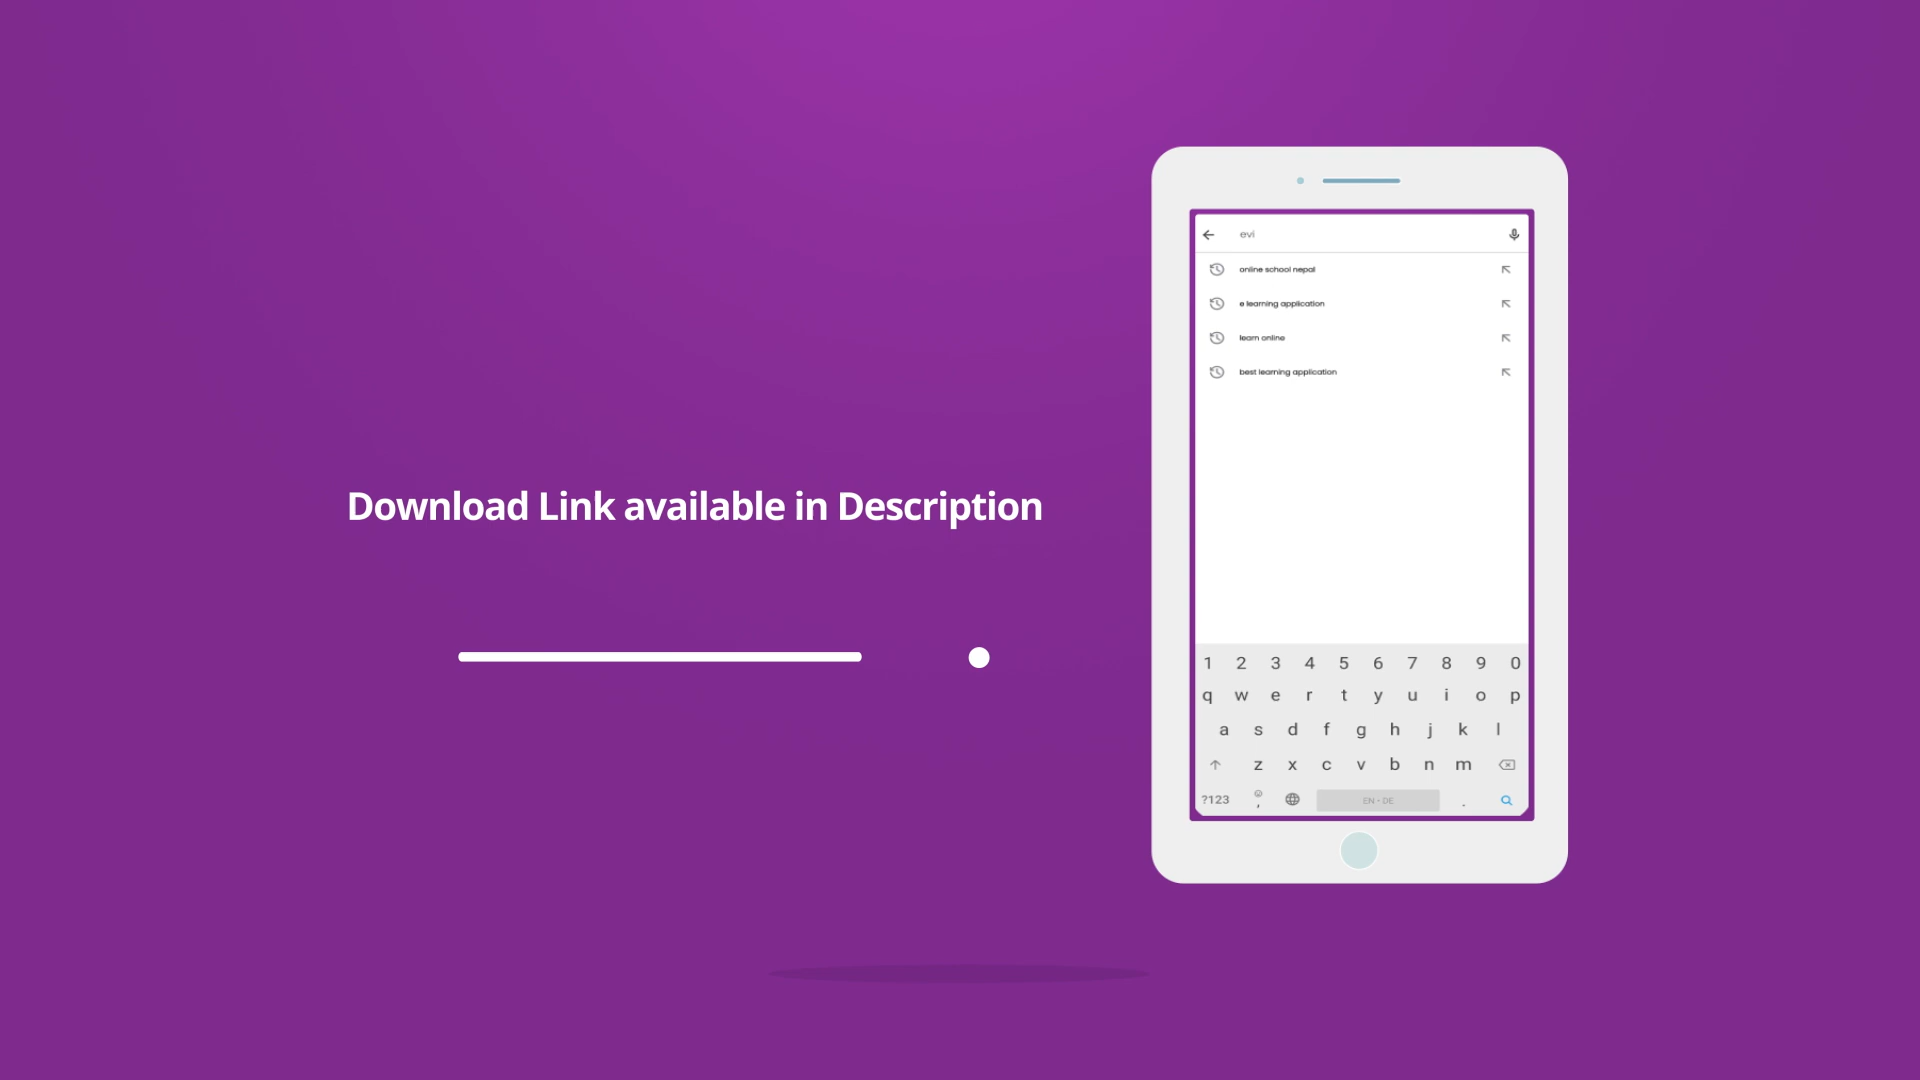 Download Link available in Description
evi
online school nepal
e learning application
learn online
best learning application
1 2 3 4 5 6 7 8 9 0
q w e r t y u i o p
a s d f g h j k l
z x c v b n m
?123 , EN - DE .